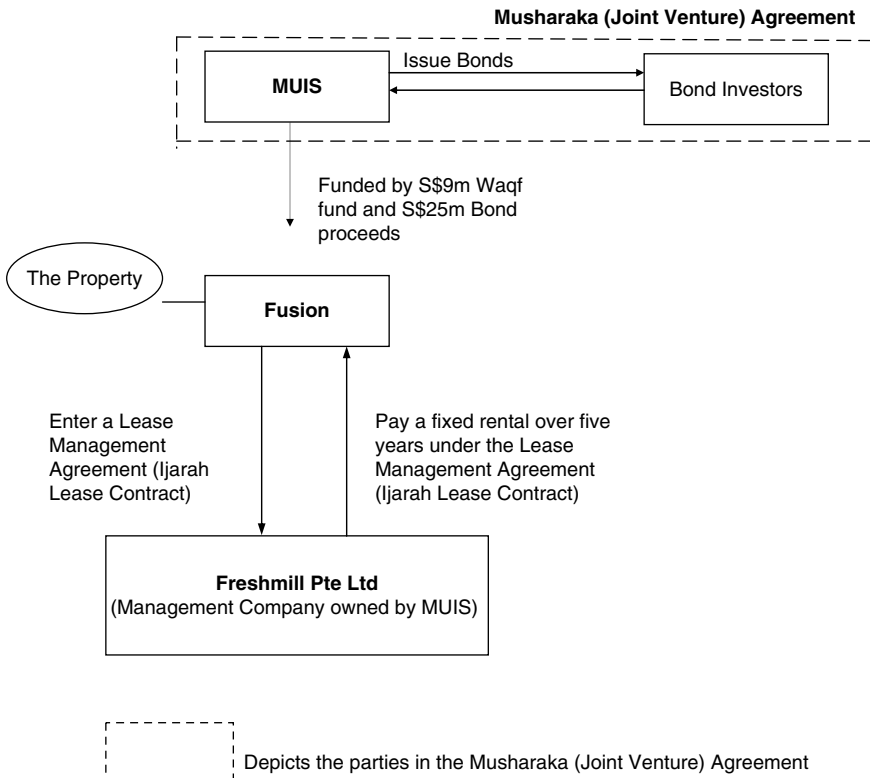 Musharaka (Joint Venture) Agreement
Issue Bonds
MUIS
Bond Investors
Funded by S$9m Waqf
fund and S$25m Bond
proceeds
The Property
Fusion
Enter a Lease
Management
Agreement (Ijarah
Lease Contract)
Pay a fixed rental over five
years under the Lease
Management Agreement
(Ijarah Lease Contract)
Freshmill Pte Ltd
(Management Company owned by MUIS)
Depicts the parties in the Musharaka (Joint Venture) Agreement